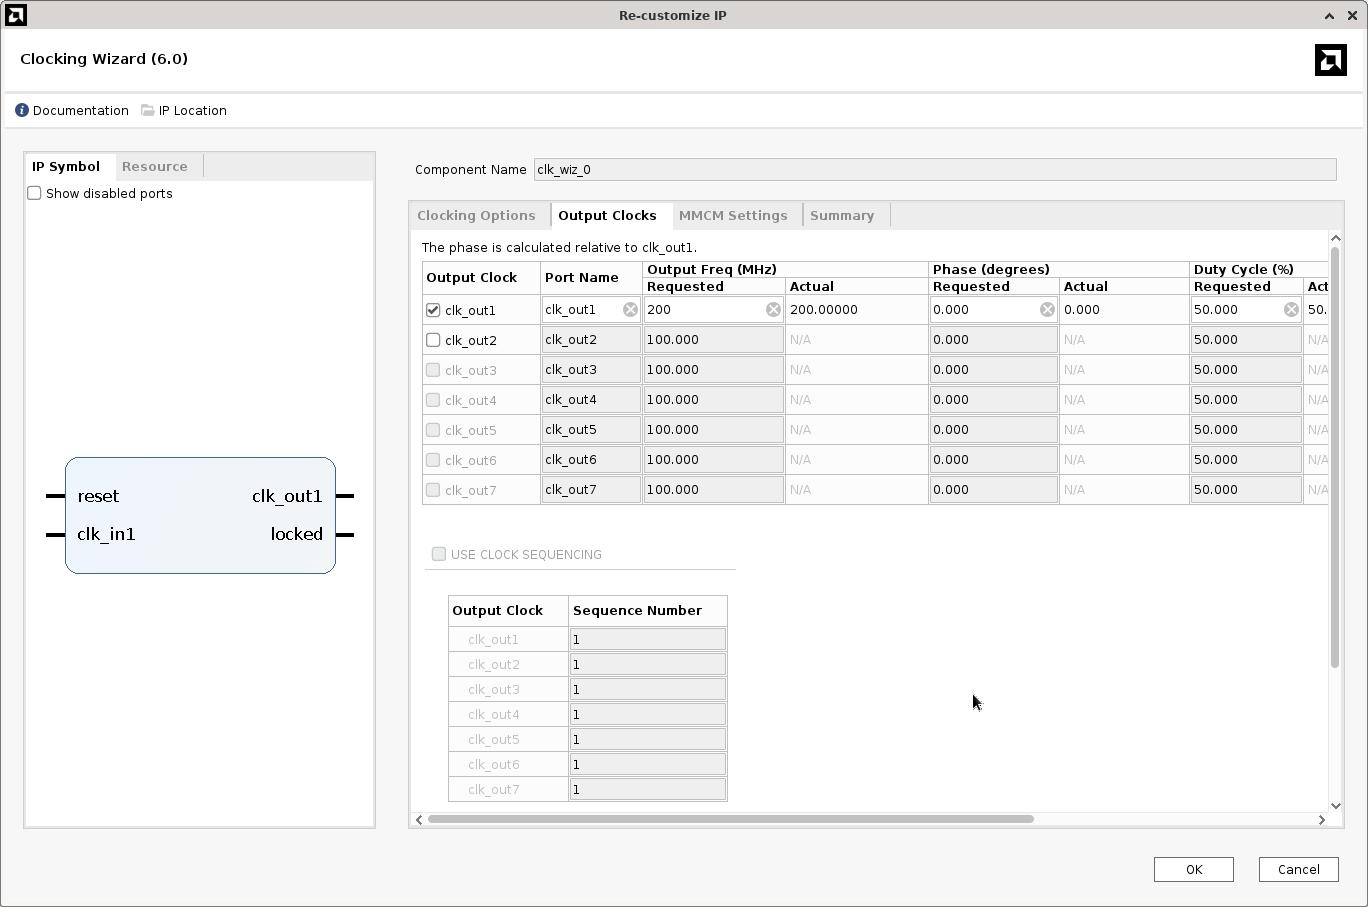 Re-customize IP
Clocking Wizard (6.0)
Documentation IP Location
IP Symbol Resource
Show disabled ports
reset clk_out1
clk_in1 locked
Component Name clk_wiz_0
Clocking Options Output Clocks MMCM Settings Summary
The phase is calculated relative to clk_out1.
Output Clock Port Name Output Freq (MHz) Phase (degrees) Duty Cycle (%)
Requested Actual Requested Actual Requested Act
clk_out1 clk_out1 200 200.00000 0.000 0.000 50.000 50.
clk_out2 clk_out2 100.000 N/A 0.000 N/A 50.000 N/A
clk_out3 clk_out3 100.000 N/A 0.000 N/A 50.000 N/A
clk_out4 clk_out4 100.000 N/A 0.000 N/A 50.000 N/A
clk_out5 clk_out5 100.000 N/A 0.000 N/A 50.000 N/A
clk_out6 clk_out6 100.000 N/A 0.000 N/A 50.000 N/A
clk_out7 clk_out7 100.000 N/A 0.000 N/A 50.000 N/A
USE CLOCK SEQUENCING
Output Clock Sequence Number
clk_out1 1
clk_out2 1
clk_out3 1
clk_out4 1
clk_out5 1
clk_out6 1
clk_out7 1
OK Cancel